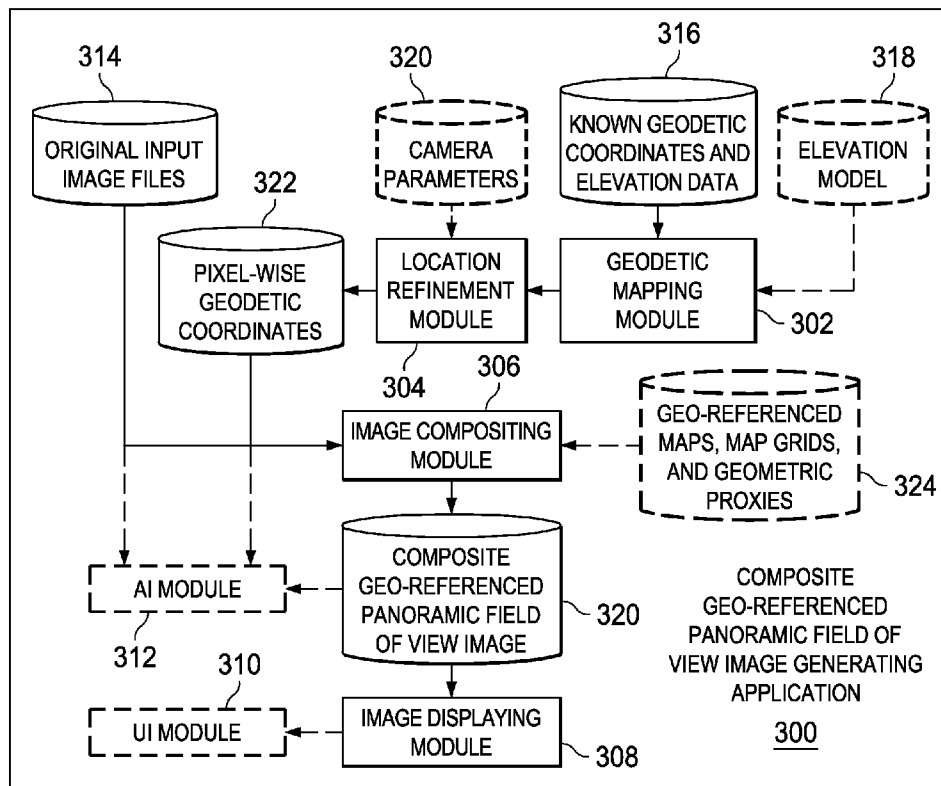 314
ORIGINAL INPUT
IMAGE FILES
320
CAMERA
PARAMETERS
316
KNOWN GEODETIC
COORDINATES AND
ELEVATION DATA
318
ELEVATION
MODEL
322
PIXEL-WISE
GEODETIC
COORDINATES
LOCATION
REFINEMENT
MODULE
304
GEODETIC
MAPPING
MODULE
302
306
IMAGE COMPOSITING
MODULE
GEO-REFERENCED
MAPS, MAP GRIDS,
AND GEOMETRIC
PROXIES
324
AI MODULE
312
COMPOSITE
GEO-REFERENCED
PANORAMIC FIELD
OF VIEW IMAGE
320
COMPOSITE
GEO-REFERENCED
PANORAMIC FIELD OF
VIEW IMAGE GENERATING
APPLICATION
300
310
UI MODULE
IMAGE DISPLAYING
MODULE
308